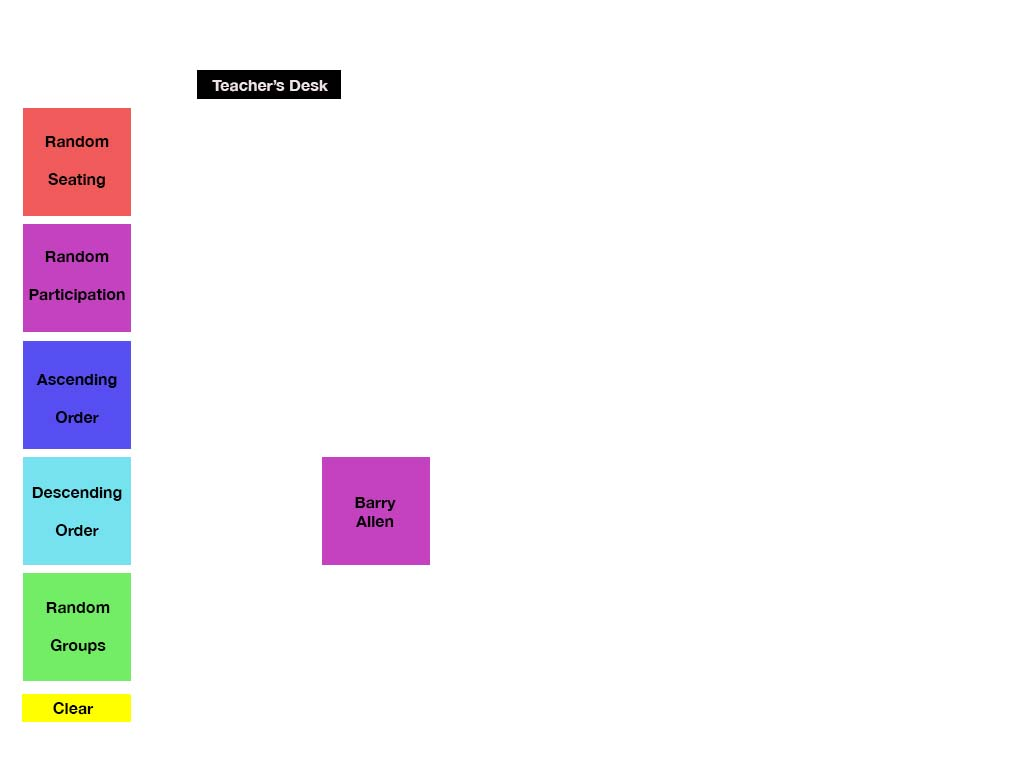 Teacher’s Desk
Random
Seating
Random
Participation
Ascending
Order
Descending
Order
Barry
Allen
Random
Groups
Clear